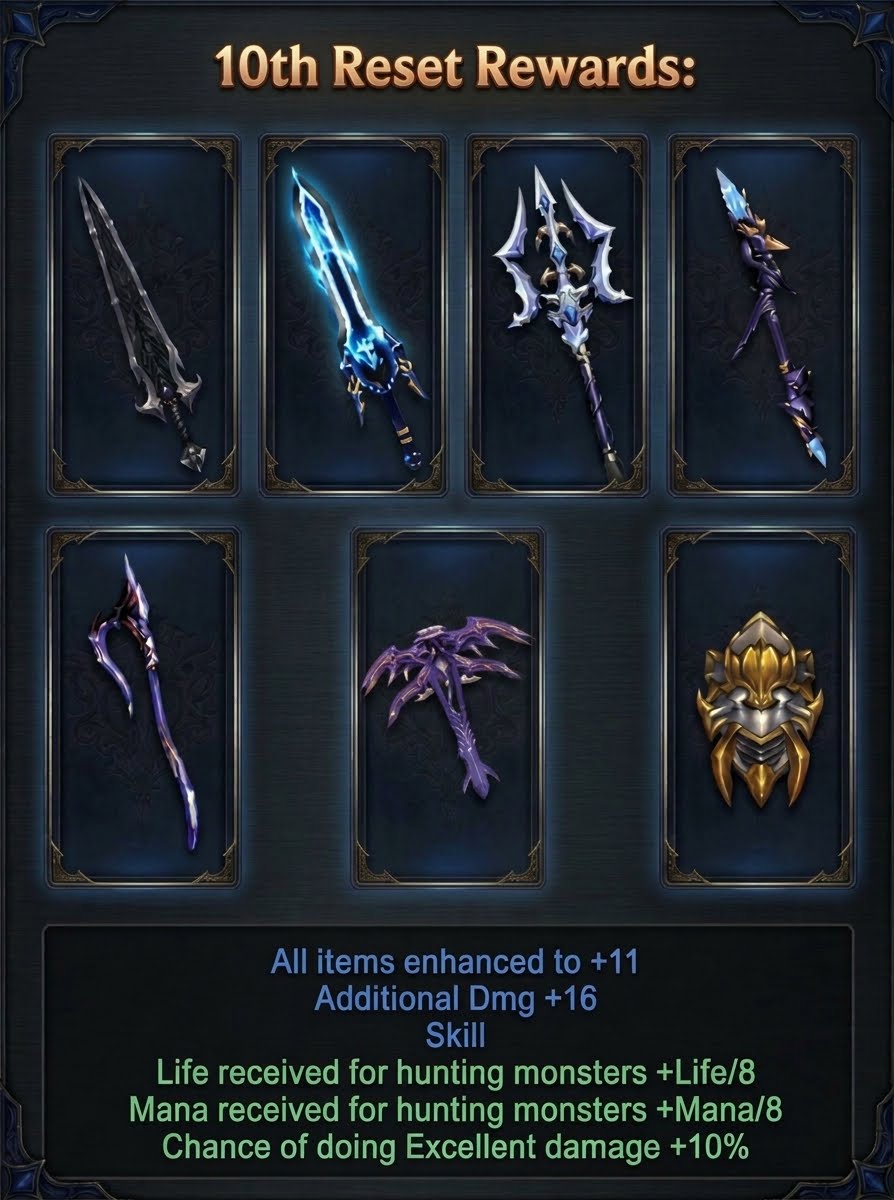 10th Reset Rewards:
All items enhanced to +11
Additional Dmg +16
Skill
Life received for hunting monsters +Life/8
Mana received for hunting monsters +Mana/8
Chance of doing Excellent damage +10%